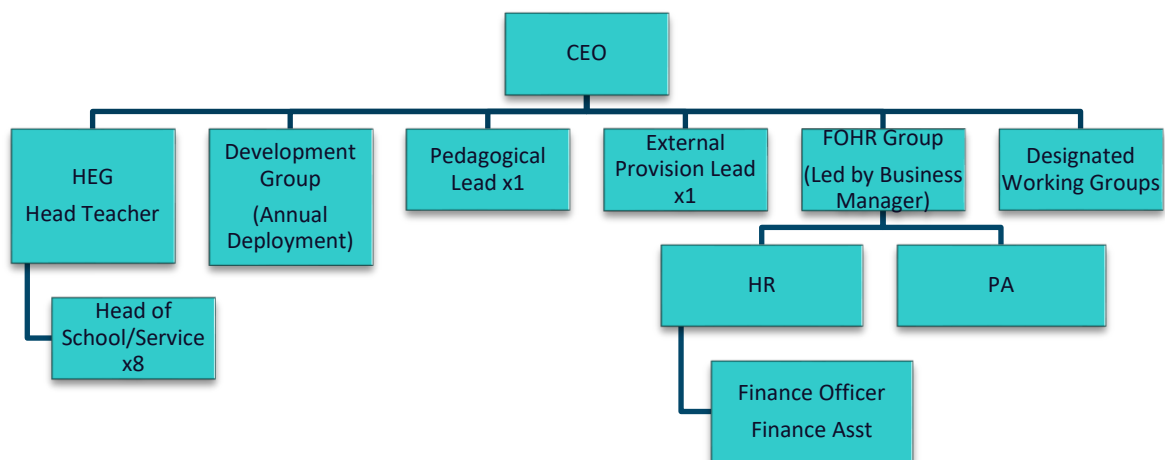 CEO
HEG
Head Teacher
Development
Group
(Annual
Deployment)
Pedagogical
Lead x1
External
Provision Lead
x1
FOHR Group
(Led by Business
Manager)
Designated
Working Groups
Head of
School/Service
x8
HR
PA
Finance Officer
Finance Asst